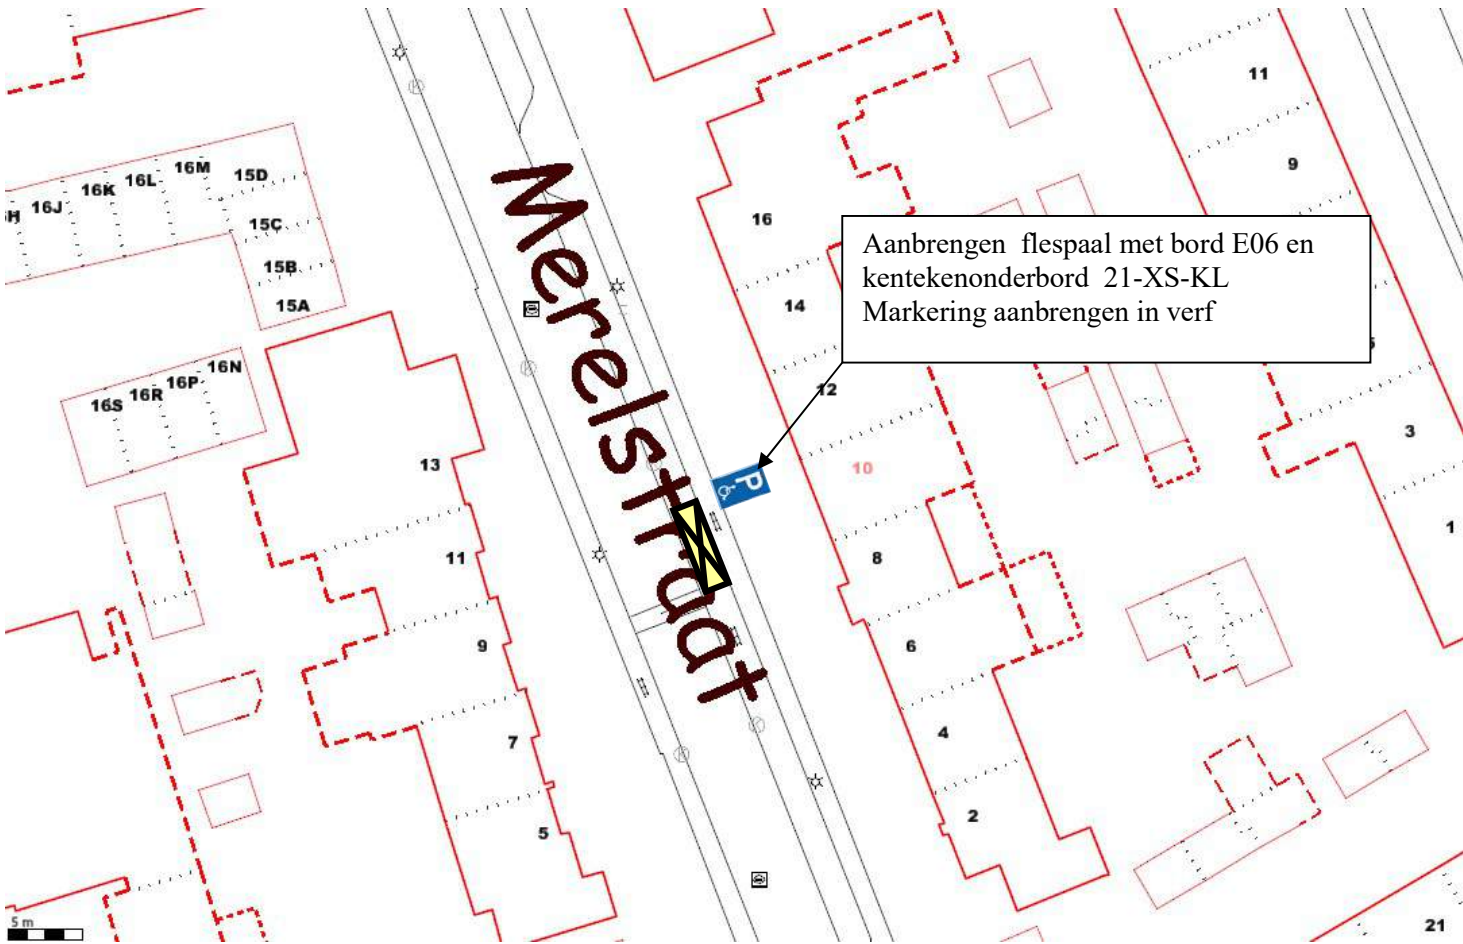 11
9
16M
16L
15D
16K
16J
15C
16
15B
15A
14
Aanbrengen flespaal met bord E06 en
kentekenonderbord 21-XS-KL
Markering aanbrengen in verf
Merelstraat
16N
16P
16R
16S
12
3
13
10
P
1
11
8
9
6
7
4
5
2
5 m
21